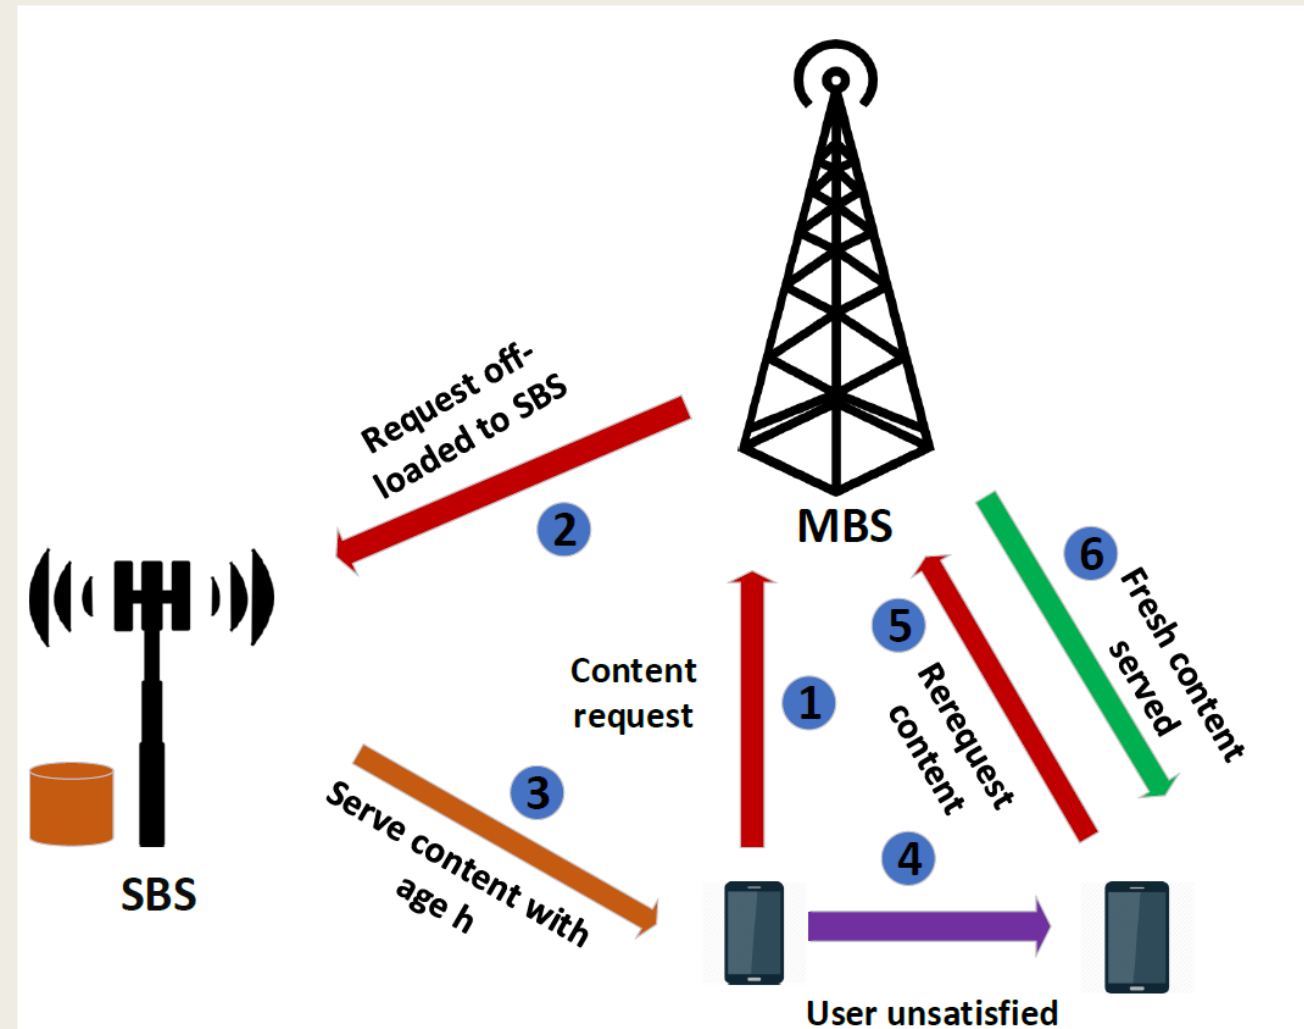 Request off-
loaded to SBS
2
MBS
6
Fresh content
served
5
Rerequest
content
Content
request
1
3
Serve content with
age h
4
SBS
User unsatisfied